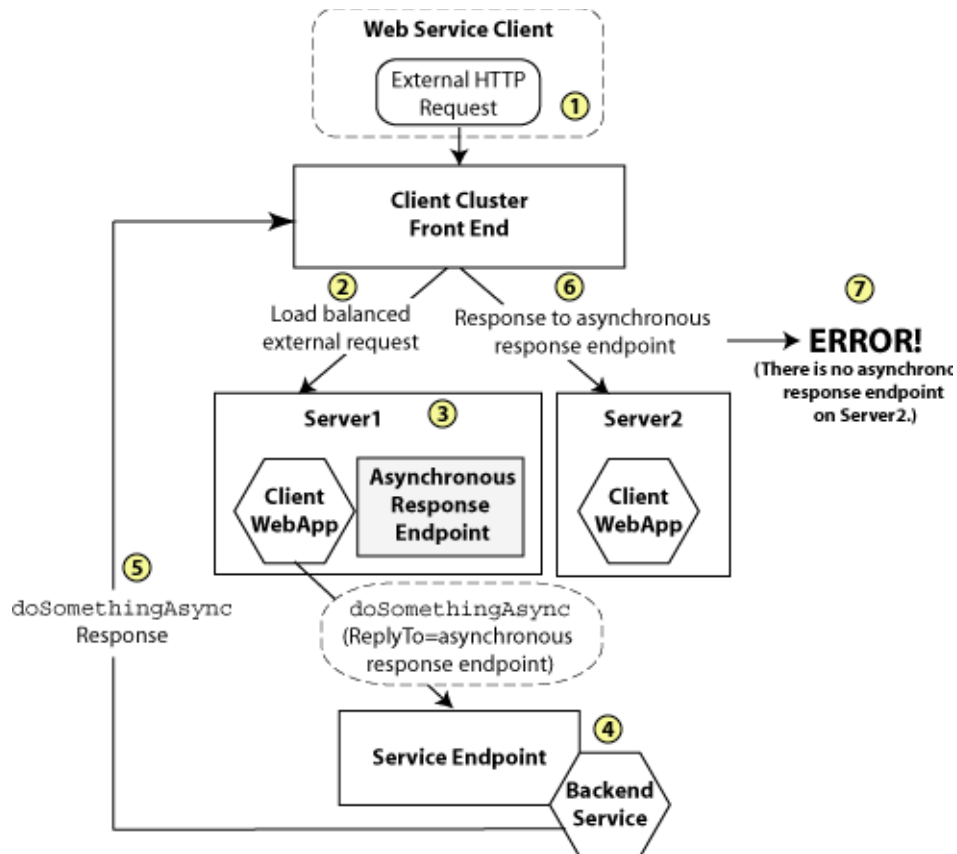 Web Service Client
External HTTP
Request
1
Client Cluster
Front End
2
6
7
Load balanced
external request
Response to asynchronous
response endpoint
ERROR!
(There is no asynchrono
response endpoint
on Server2.)
Server1
3
Server2
Client
WebApp
Asynchronous
Response
Endpoint
Client
WebApp
5
doSomethingAsync
Response
doSomethingAsync
(ReplyTo=asynchronous
response endpoint)
4
Service Endpoint
Backend
Service